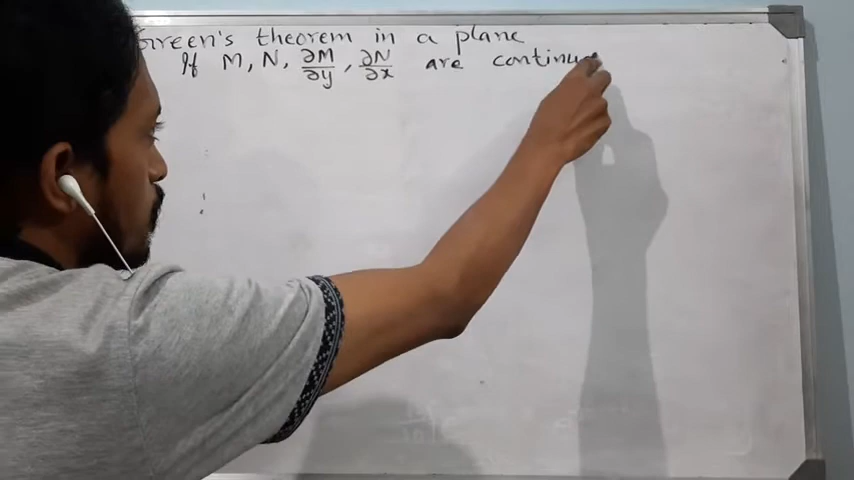 Green's theorem in a plane
If M, N, ∂M/∂y, ∂N/∂x are continu